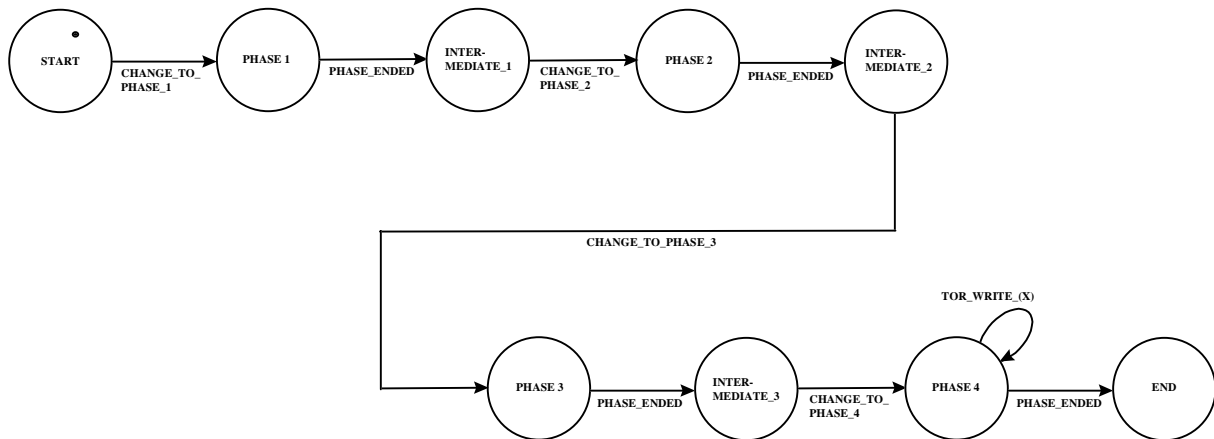 START
CHANGE_TO_
PHASE_1
PHASE 1
PHASE_ENDED
INTER-
MEDIATE_1
CHANGE_TO_
PHASE_2
PHASE 2
PHASE_ENDED
INTER-
MEDIATE_2
CHANGE_TO_PHASE_3
PHASE 3
PHASE_ENDED
INTER-
MEDIATE_3
CHANGE_TO_
PHASE_4
TOR_WRITE_(X)
PHASE 4
PHASE_ENDED
END